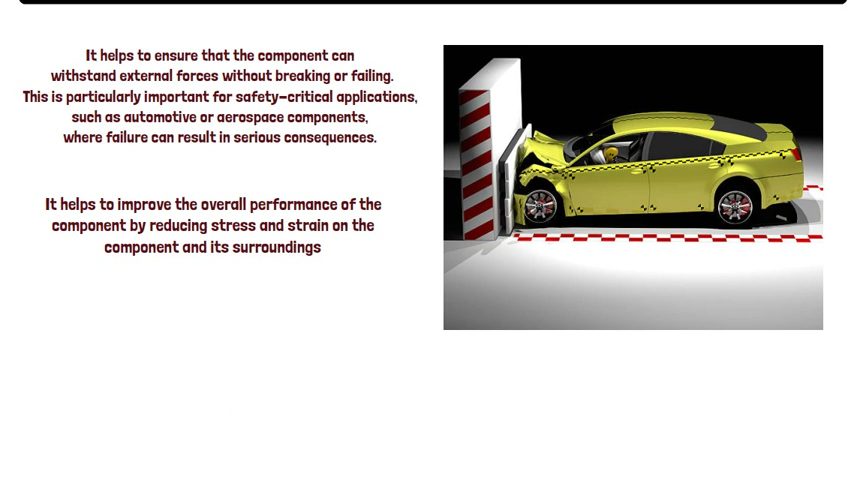 It helps to ensure that the component can
withstand external forces without breaking or failing.
This is particularly important for safety-critical applications,
such as automotive or aerospace components,
where failure can result in serious consequences.
It helps to improve the overall performance of the
component by reducing stress and strain on the
component and its surroundings